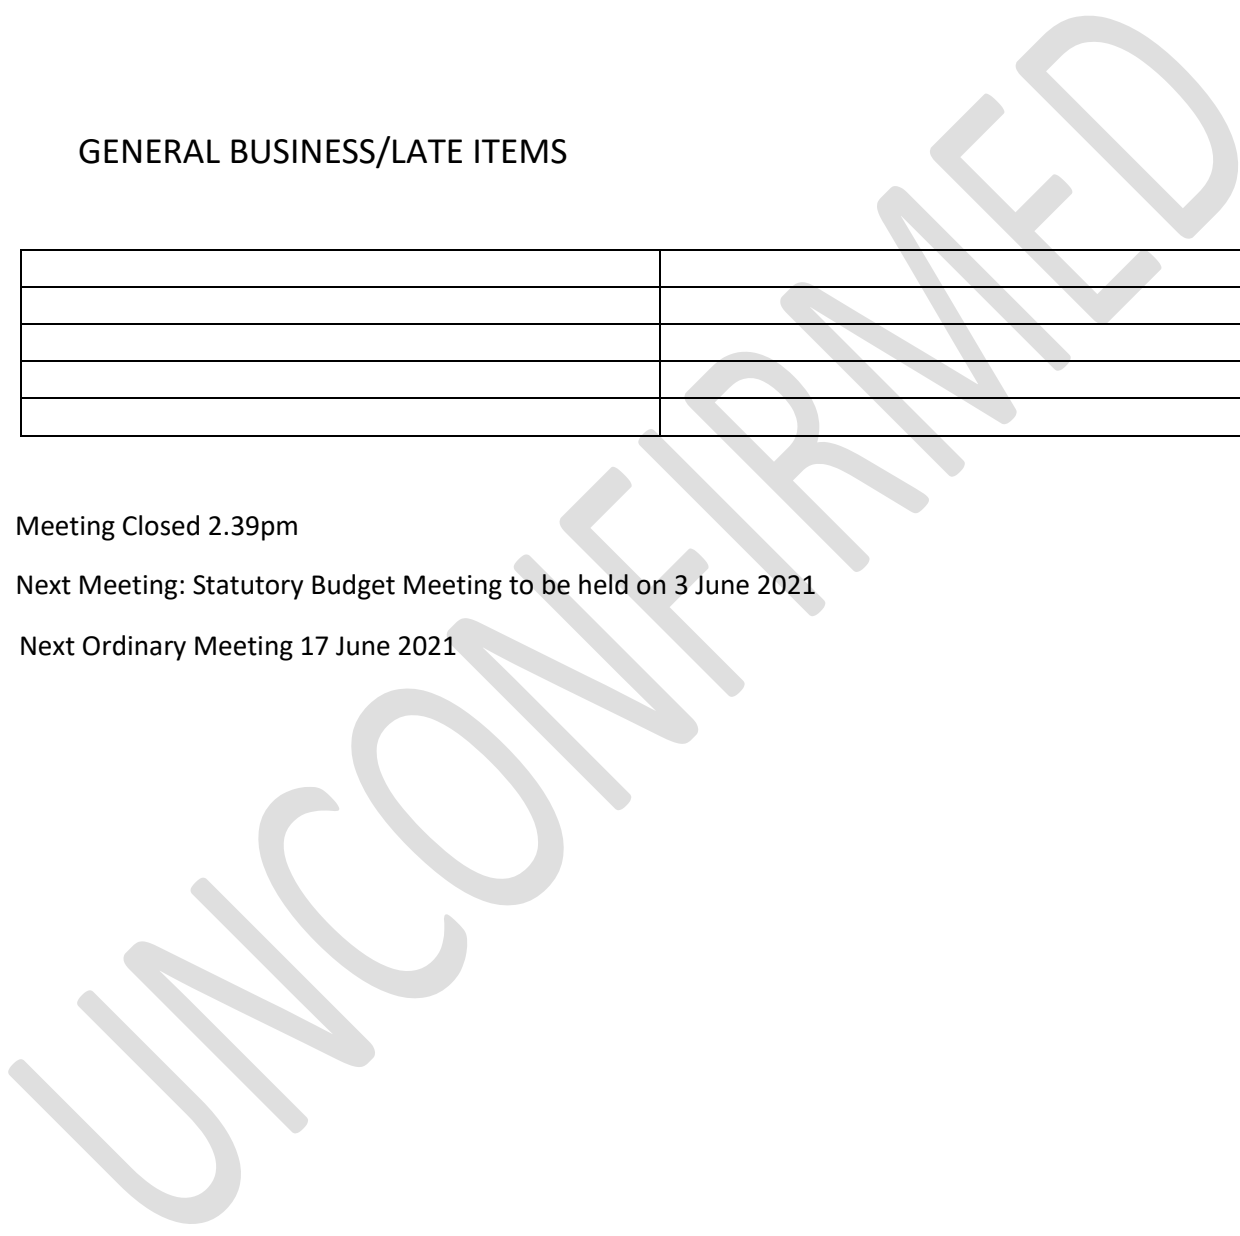 GENERAL BUSINESS/LATE ITEMS
Meeting Closed 2.39pm
Next Meeting: Statutory Budget Meeting to be held on 3 June 2021
Next Ordinary Meeting 17 June 2021
UNCONFIRMED